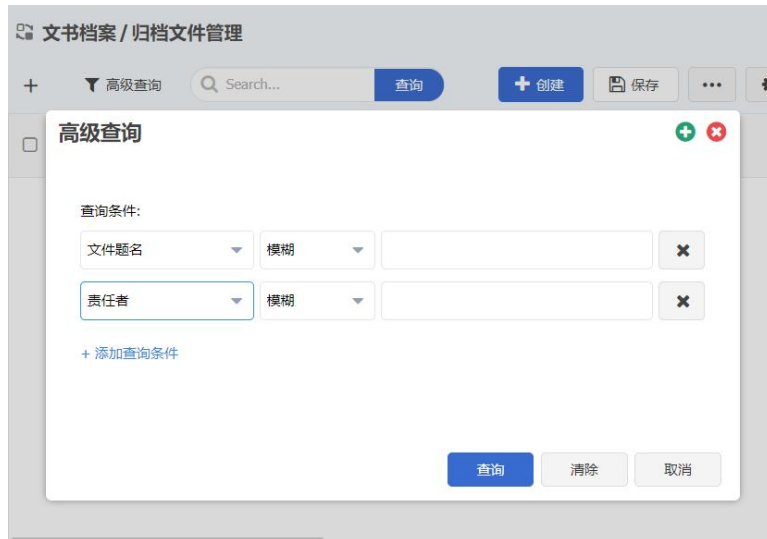 文书档案 / 归档文件管理
+ 高级查询 Search... 查询 + 创建 保存 •••
高级查询
查询条件:
文件题名 模糊
责任者 模糊
+ 添加查询条件
查询 清除 取消